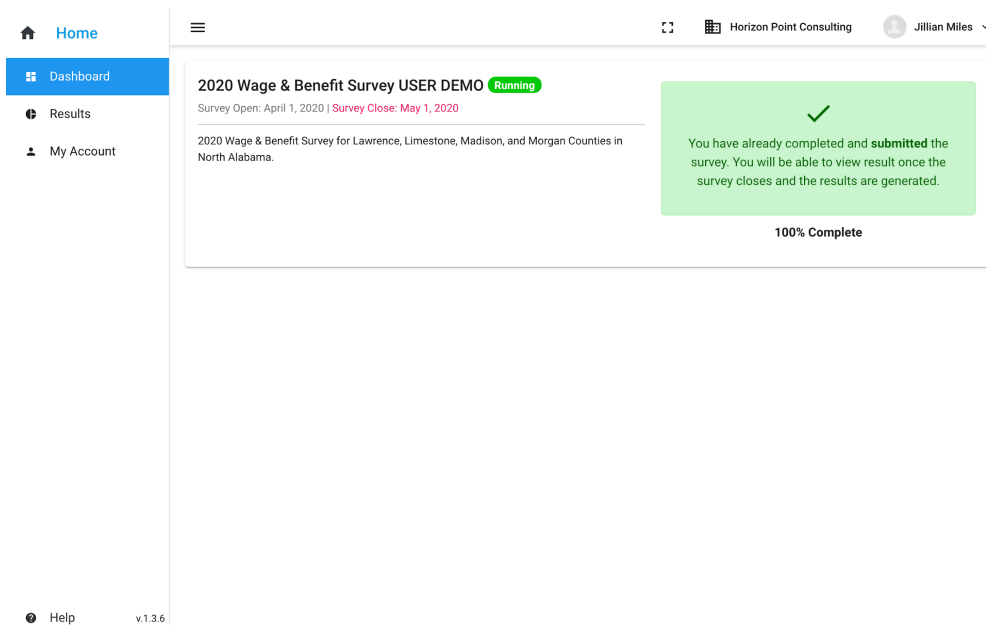 Home
Horizon Point Consulting
Jillian Miles
Dashboard
Results
My Account
2020 Wage & Benefit Survey USER DEMO Running
Survey Open: April 1, 2020 | Survey Close: May 1, 2020
2020 Wage & Benefit Survey for Lawrence, Limestone, Madison, and Morgan Counties in
North Alabama.
You have already completed and submitted the
survey. You will be able to view result once the
survey closes and the results are generated.
100% Complete
Help
v.1.3.6